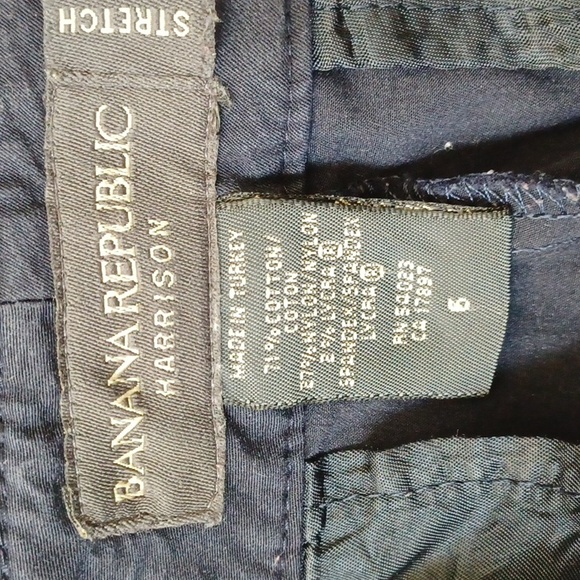 STRETCH
BANANA REPUBLIC
HARRISON
MADE IN TURKEY
71% COTTON/
COTON
27% NYLON/NYLON
2% LYCRA® 
SPANDEX/SPANDEX
LYCRA®
RN 54023
CA 17897
6